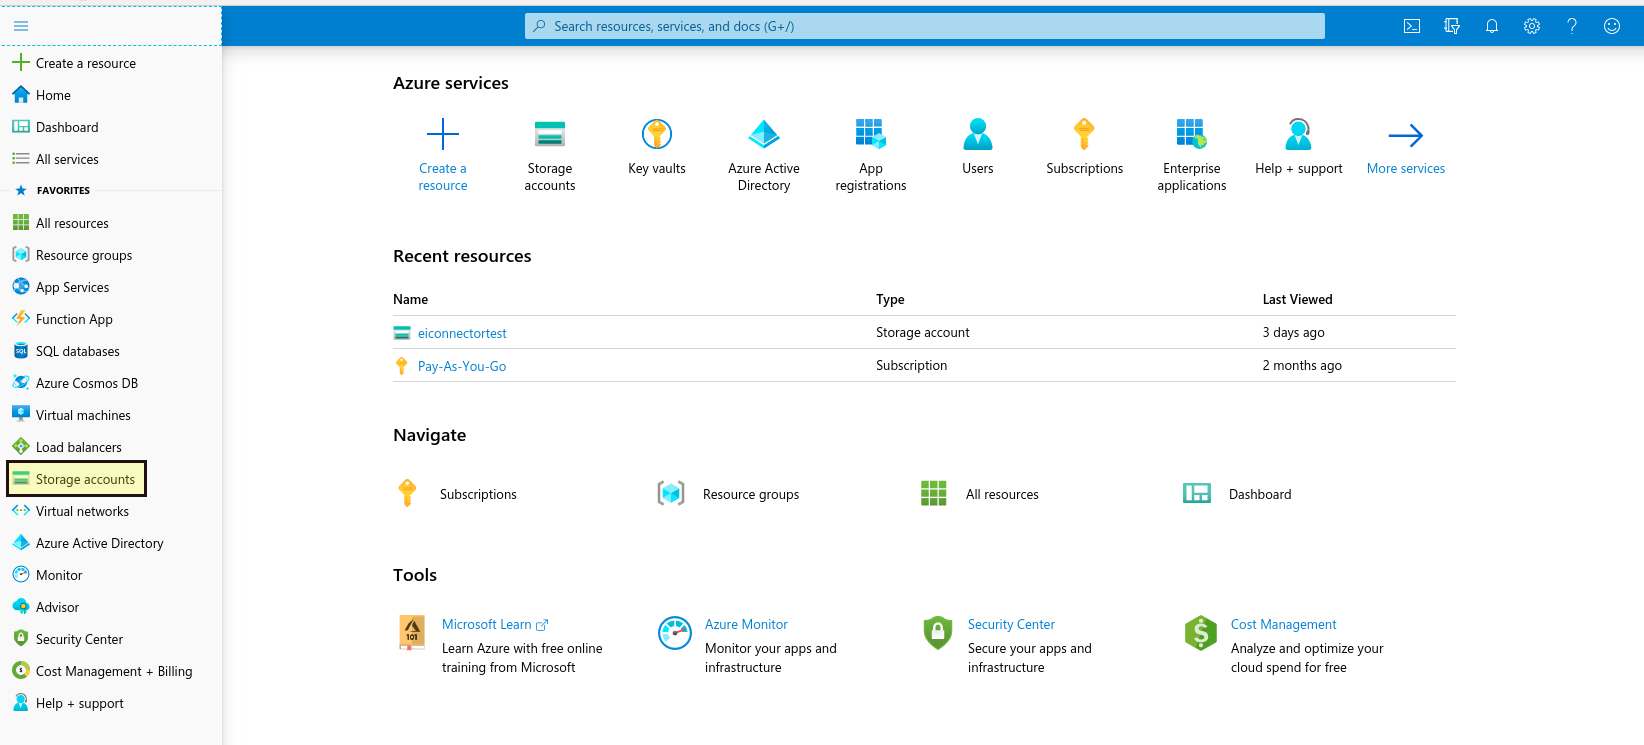 Search resources, services, and docs (G+/)
Create a resource
Home
Dashboard
All services
FAVORITES
All resources
Resource groups
App Services
Function App
SQL databases
Azure Cosmos DB
Virtual machines
Load balancers
Storage accounts
Virtual networks
Azure Active Directory
Monitor
Advisor
Security Center
Cost Management + Billing
Help + support
Azure services
Create a
resource
Storage
accounts
Key vaults
Azure Active
Directory
App
registrations
Users
Subscriptions
Enterprise
applications
Help + support
More services
Recent resources
Name Type Last Viewed
eiconnectortest Storage account 3 days ago
Pay-As-You-Go Subscription 2 months ago
Navigate
Subscriptions
Resource groups
All resources
Dashboard
Tools
101
Microsoft Learn
Learn Azure with free online
training from Microsoft
Azure Monitor
Monitor your apps and
infrastructure
Security Center
Secure your apps and
infrastructure
Cost Management
Analyze and optimize your
cloud spend for free